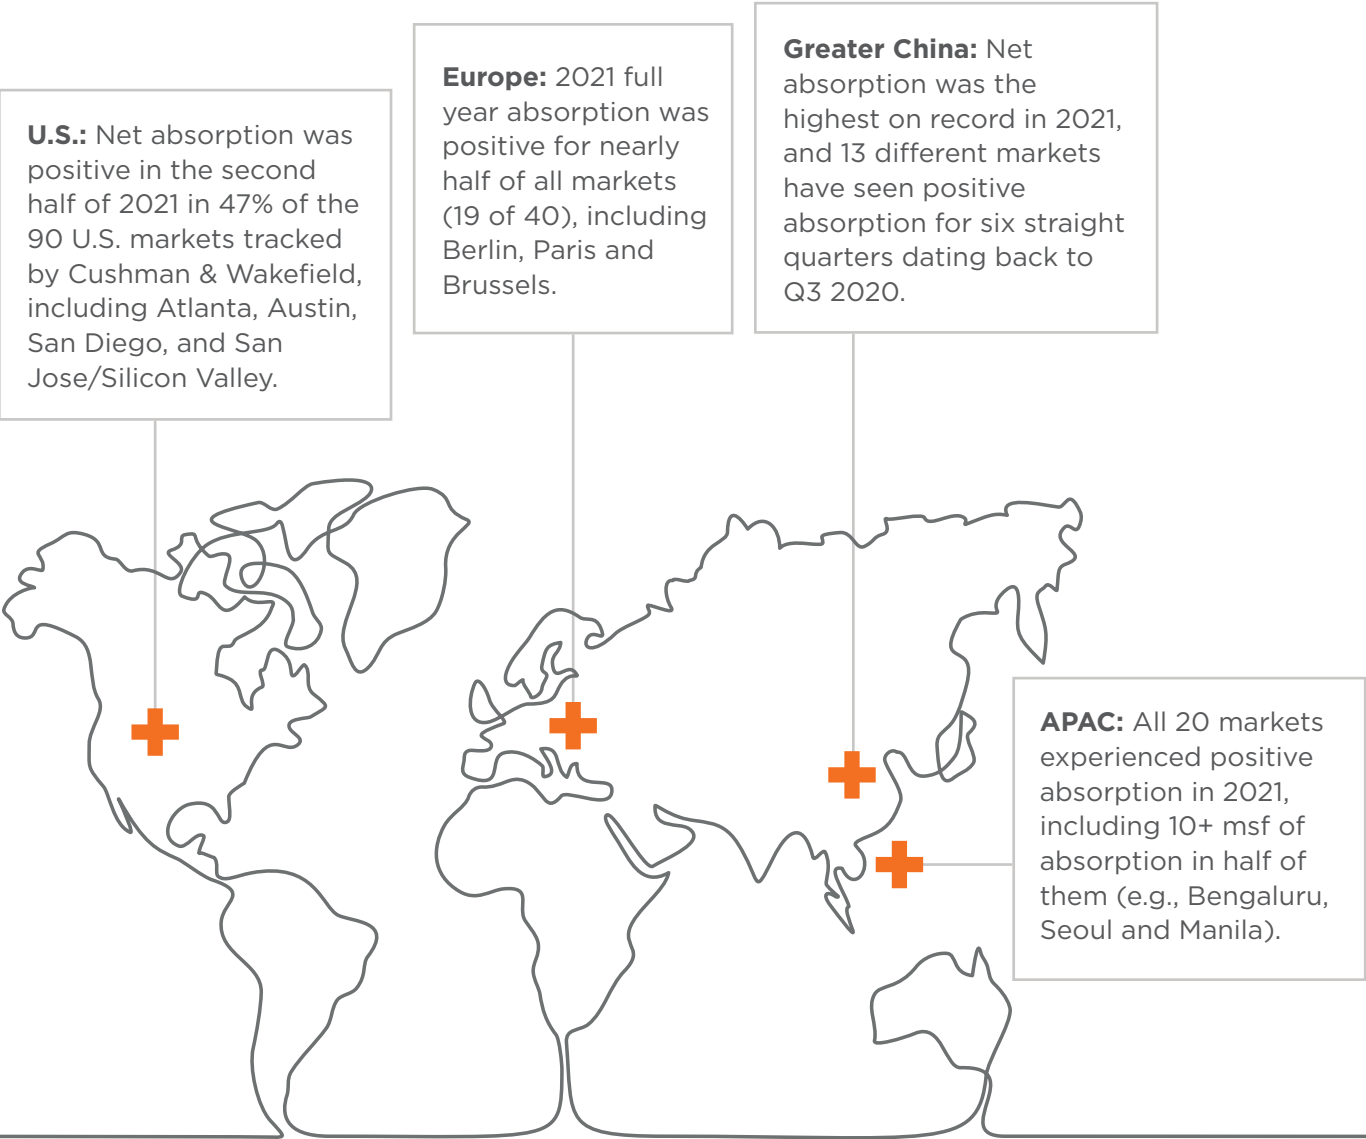 U.S.: Net absorption was
positive in the second
half of 2021 in 47% of the
90 U.S. markets tracked
by Cushman & Wakefield,
including Atlanta, Austin,
San Diego, and San
Jose/Silicon Valley.
Europe: 2021 full
year absorption was
positive for nearly
half of all markets
(19 of 40), including
Berlin, Paris and
Brussels.
Greater China: Net
absorption was the
highest on record in 2021,
and 13 different markets
have seen positive
absorption for six straight
quarters dating back to
Q3 2020.
APAC: All 20 markets
experienced positive
absorption in 2021,
including 10+ msf of
absorption in half of
them (e.g., Bengaluru,
Seoul and Manila).